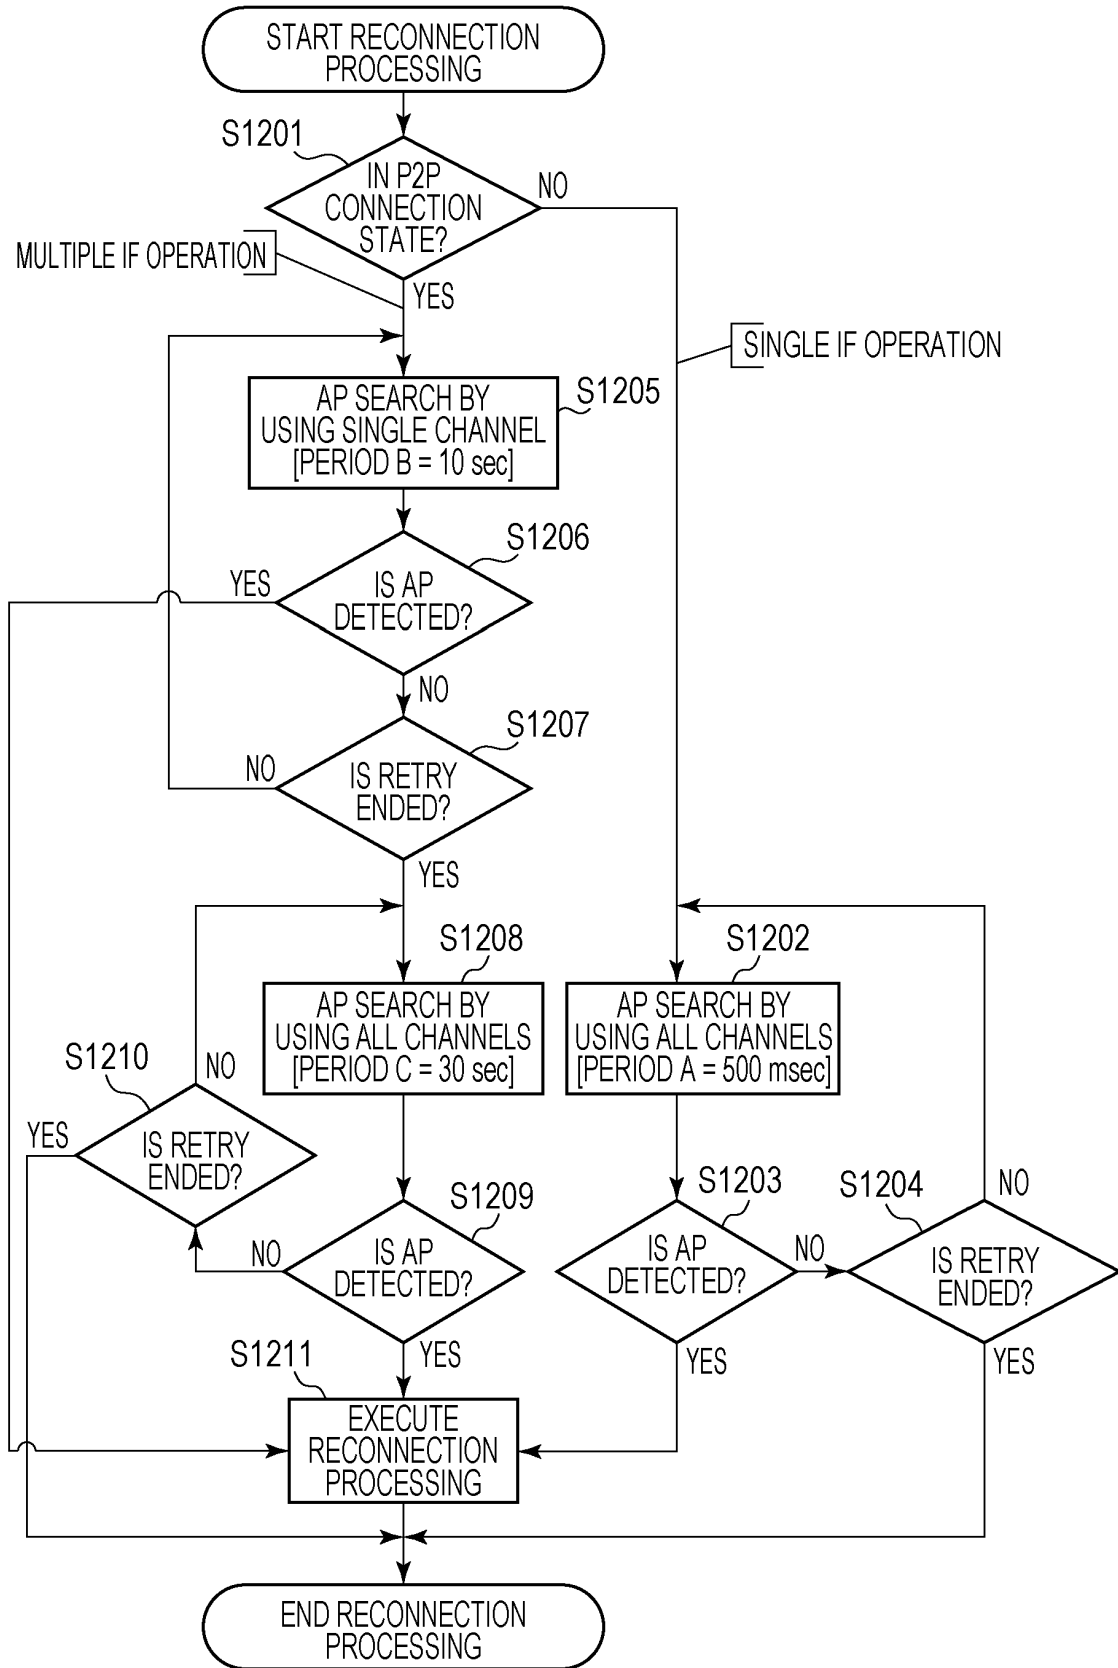 START RECONNECTION
PROCESSING
S1201
IN P2P
CONNECTION
STATE?
NO
MULTIPLE IF OPERATION
YES
SINGLE IF OPERATION
S1205
AP SEARCH BY
USING SINGLE CHANNEL
[PERIOD B = 10 sec]
S1206
YES
IS AP
DETECTED?
NO
S1207
NO
IS RETRY
ENDED?
YES
S1208
AP SEARCH BY
USING ALL CHANNELS
[PERIOD C = 30 sec]
S1202
AP SEARCH BY
USING ALL CHANNELS
[PERIOD A = 500 msec]
S1210
NO
YES
IS RETRY
ENDED?
S1209
NO
IS AP
DETECTED?
YES
S1203
IS AP
DETECTED?
NO
YES
S1204
NO
IS RETRY
ENDED?
YES
S1211
EXECUTE
RECONNECTION
PROCESSING
END RECONNECTION
PROCESSING